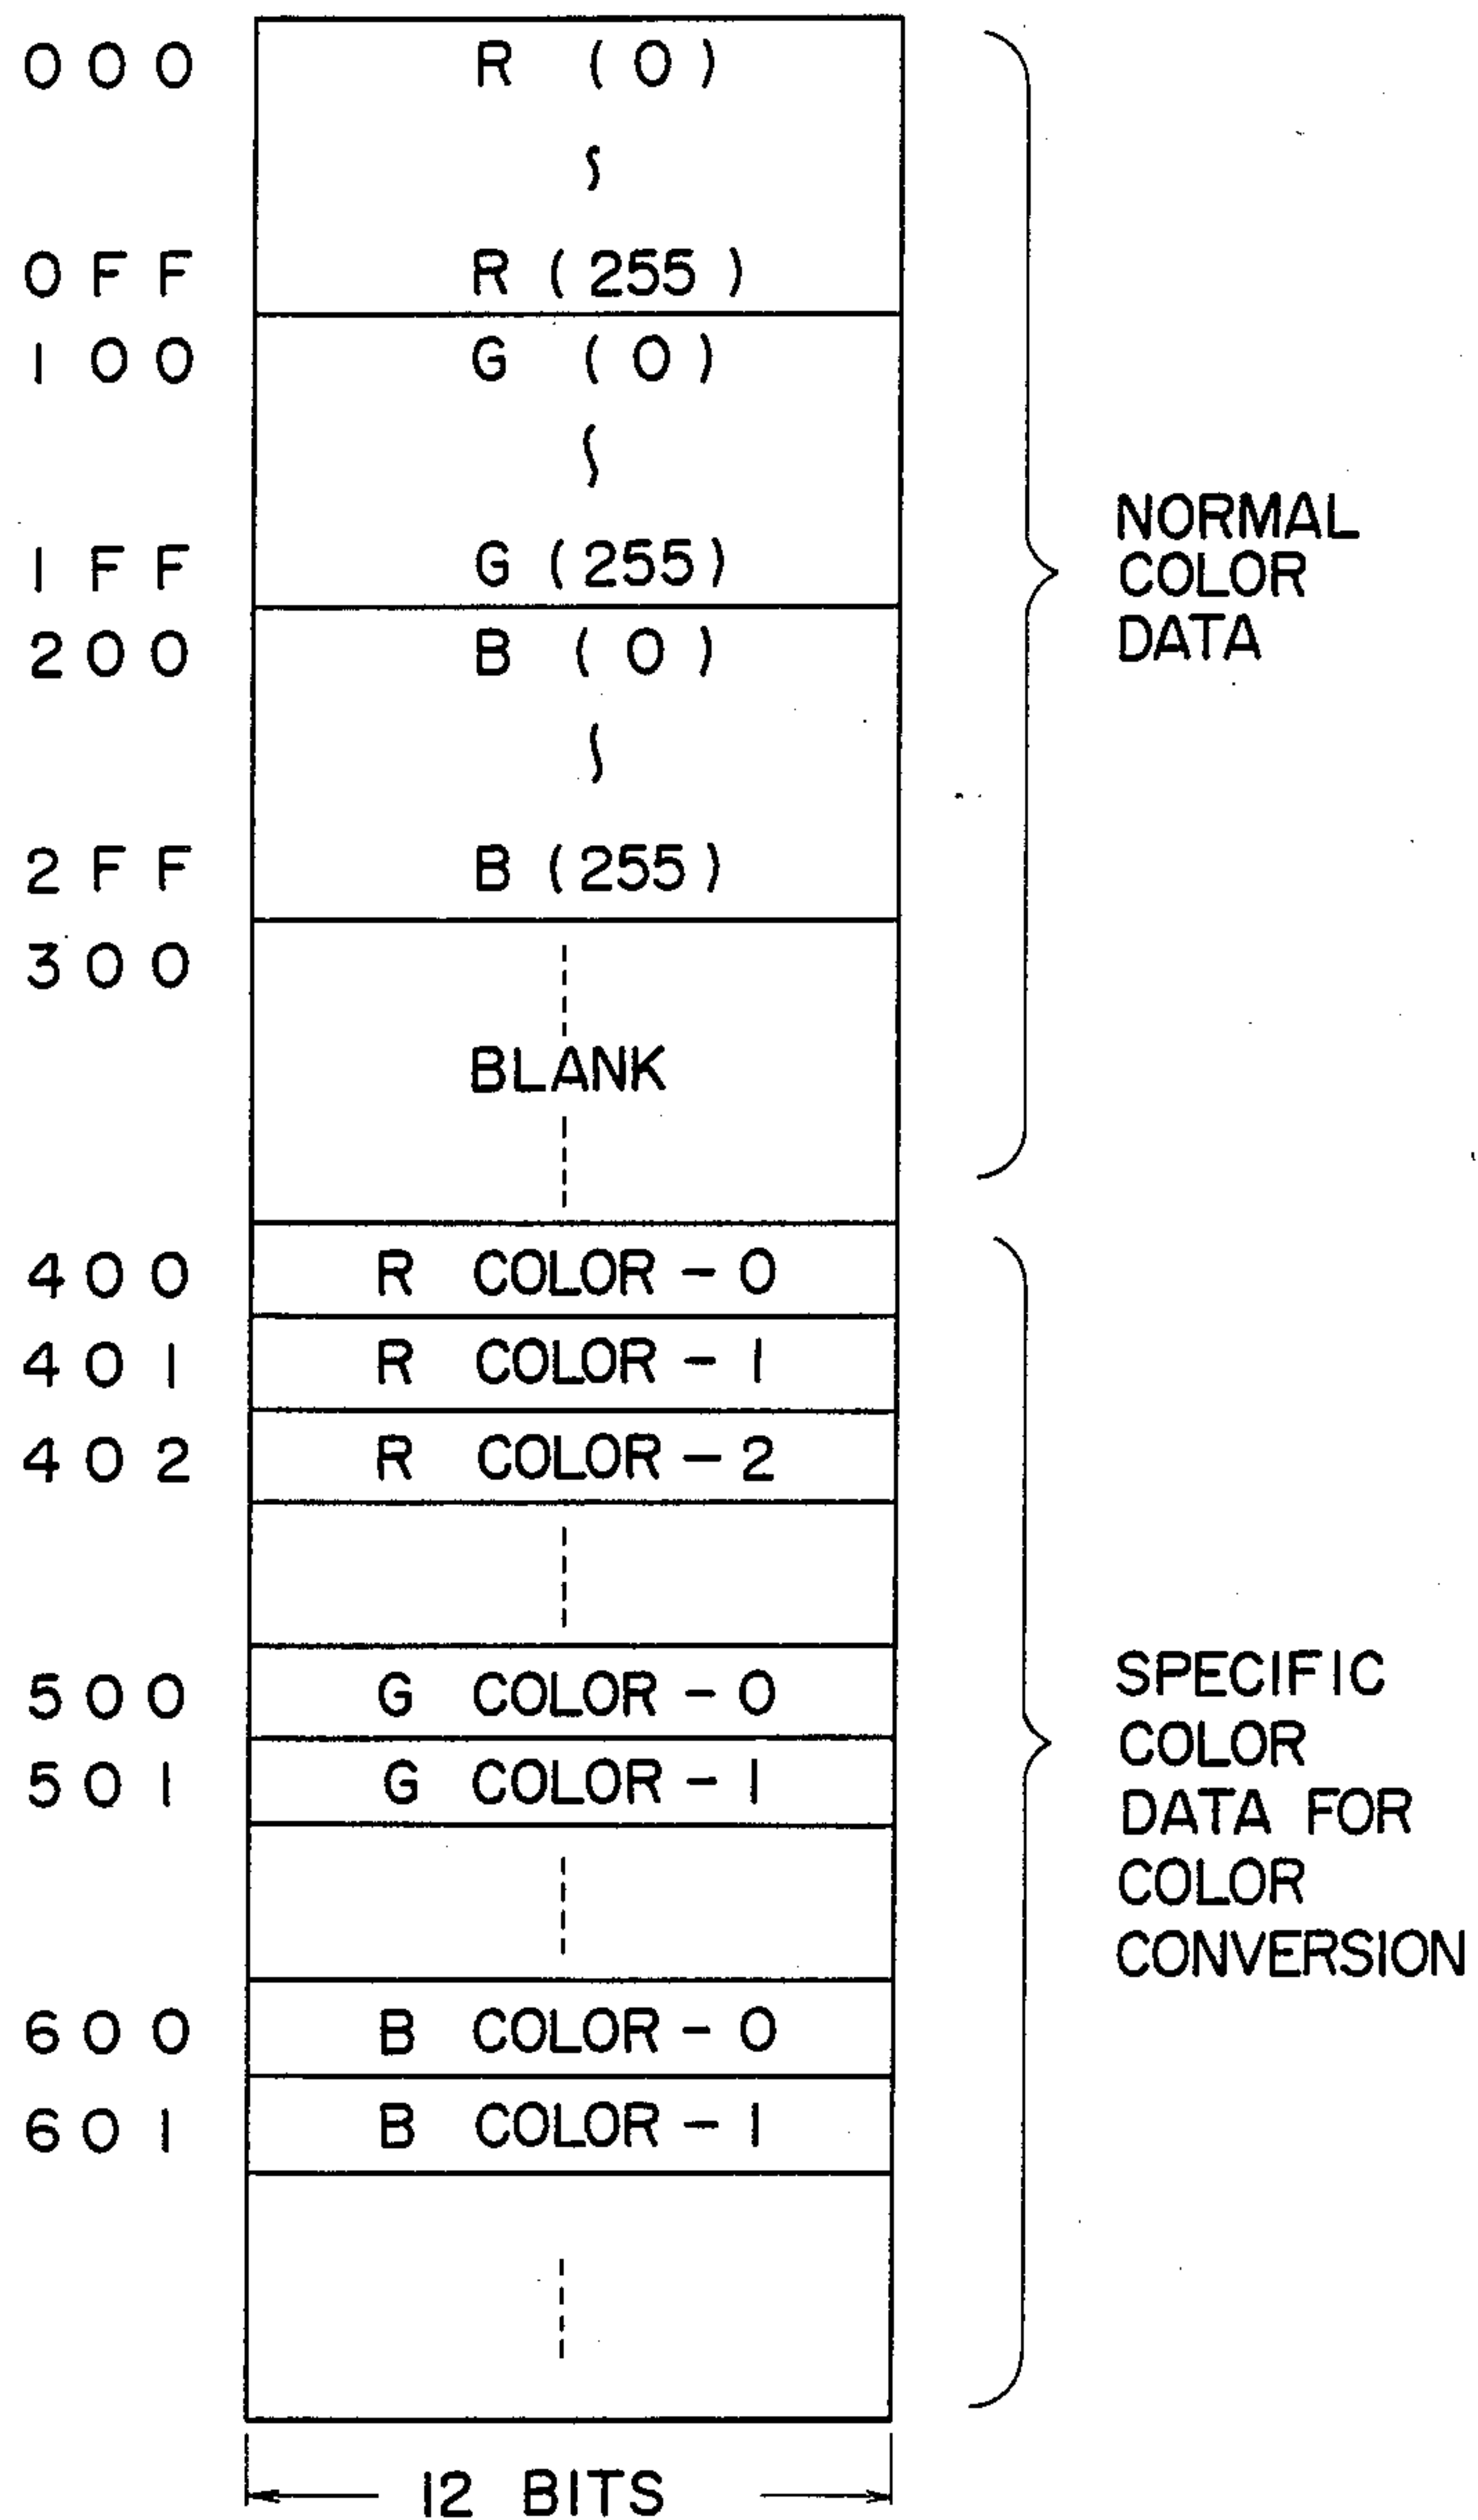 000 R (0)
0FF R (255)
100 G (0)
1FF G (255)
200 B (0)
2FF B (255)
300
BLANK
NORMAL
COLOR
DATA
400 R COLOR-0
401 R COLOR-1
402 R COLOR-2
500 G COLOR-0
501 G COLOR-1
600 B COLOR-0
601 B COLOR-1
SPECIFIC
COLOR
DATA FOR
COLOR
CONVERSION
12 BITS